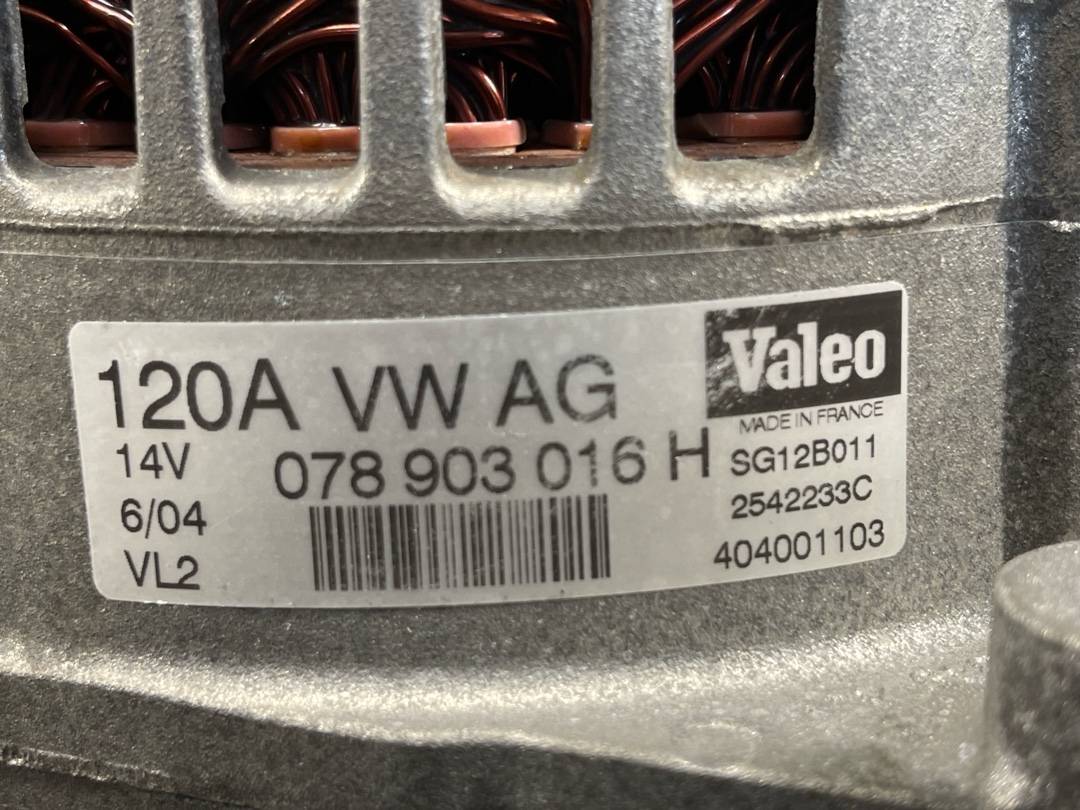 120A VW AG
14V
078 903 016 H
6/04
VL2
Valeo
MADE IN FRANCE
SG12B011
2542233C
404001103